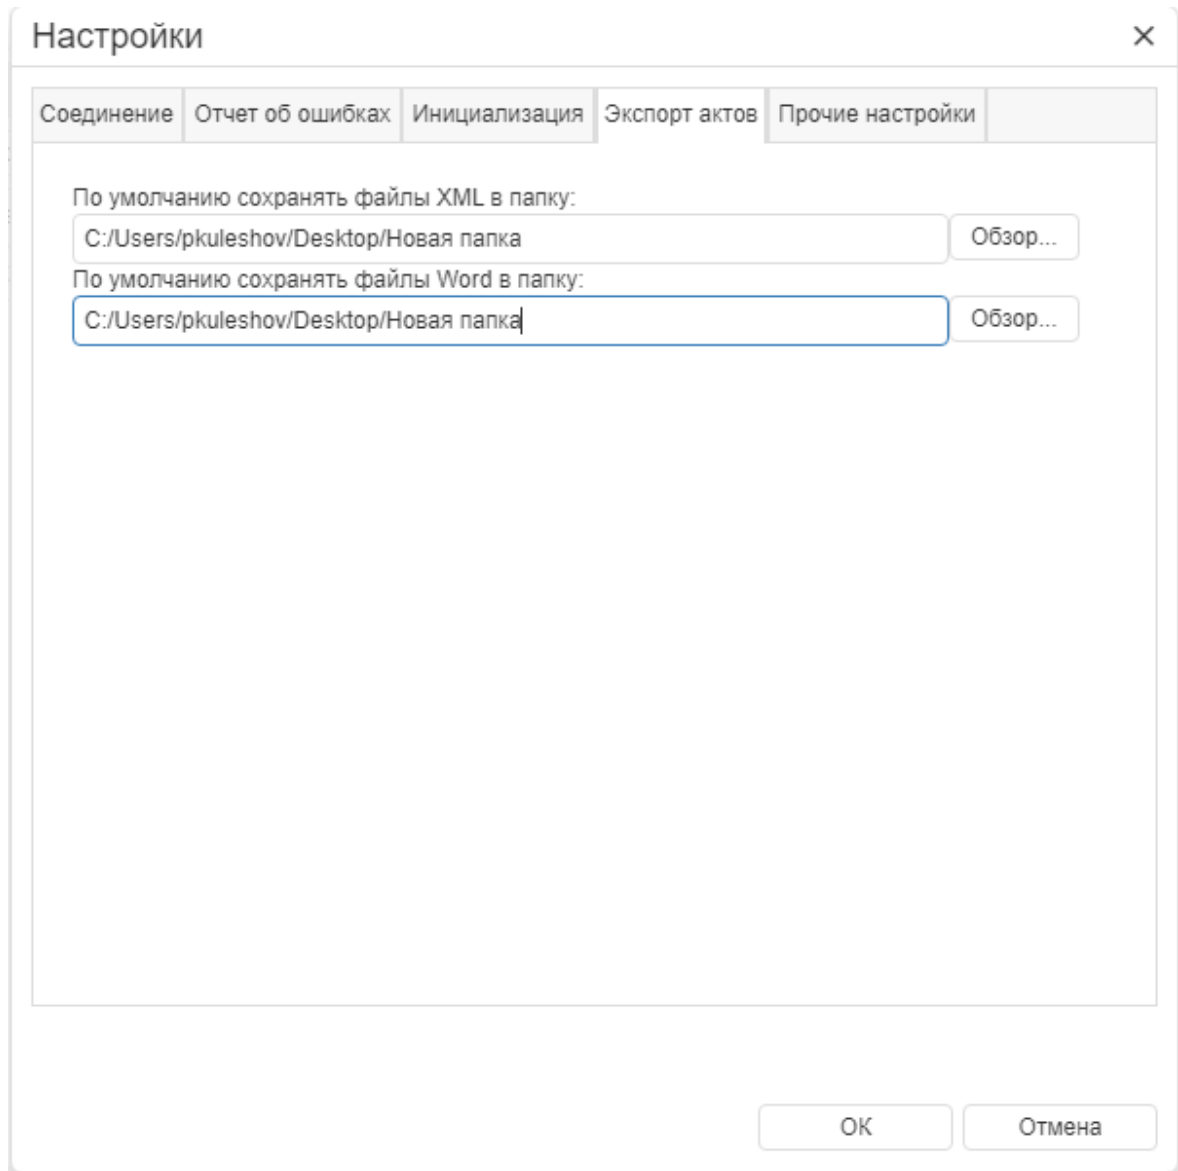 Настройки
Соединение Отчет об ошибках Инициализация Экспорт актов Прочие настройки
По умолчанию сохранять файлы XML в папку:
C:/Users/pkuleshov/Desktop/Новая папка Обзор...
По умолчанию сохранять файлы Word в папку:
C:/Users/pkuleshov/Desktop/Новая папка Обзор...
ОК Отмена